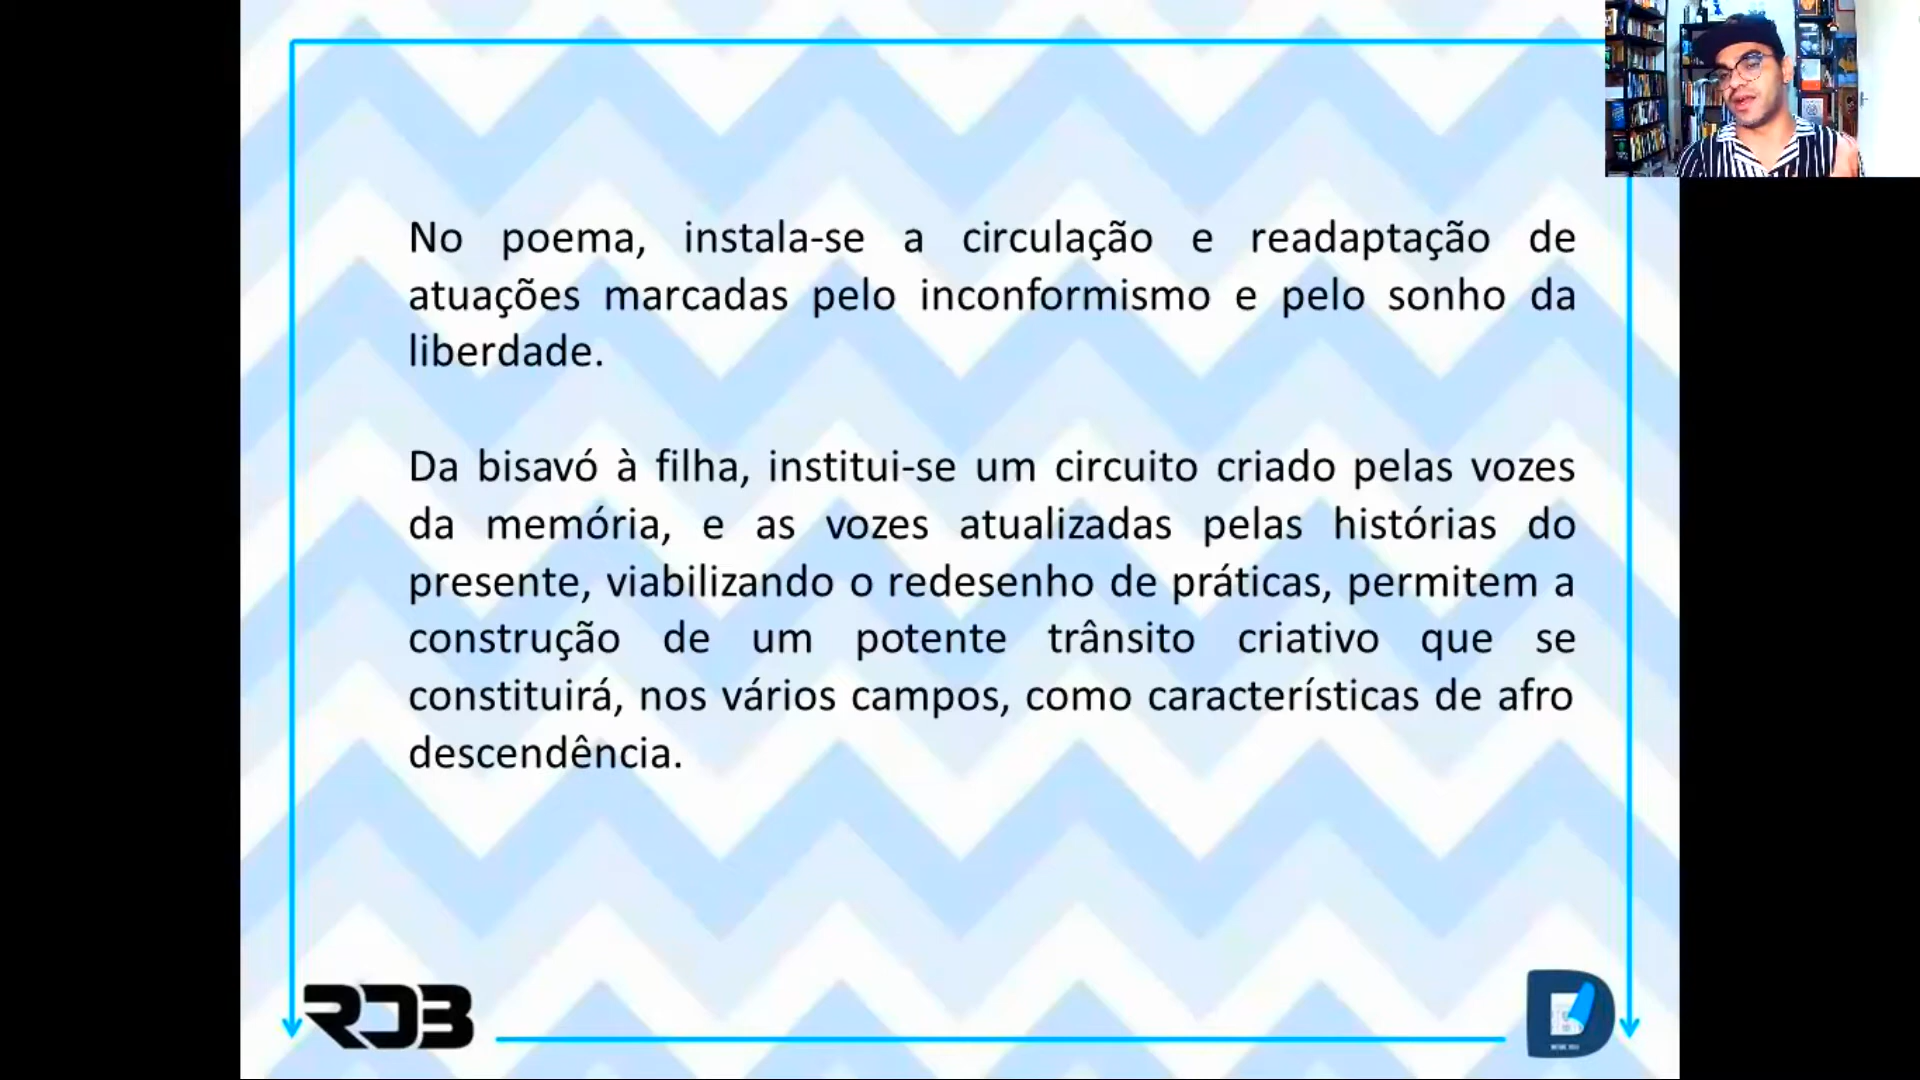 No poema, instala-se a circulação e readaptação de
atuações marcadas pelo inconformismo e pelo sonho da
liberdade.
Da bisavó à filha, institui-se um circuito criado pelas vozes
da memória, e as vozes atualizadas pelas histórias do
presente, viabilizando o redesenho de práticas, permitem a
construção de um potente trânsito criativo que se
constituirá, nos vários campos, como características de afro
descendência.
RDB
D